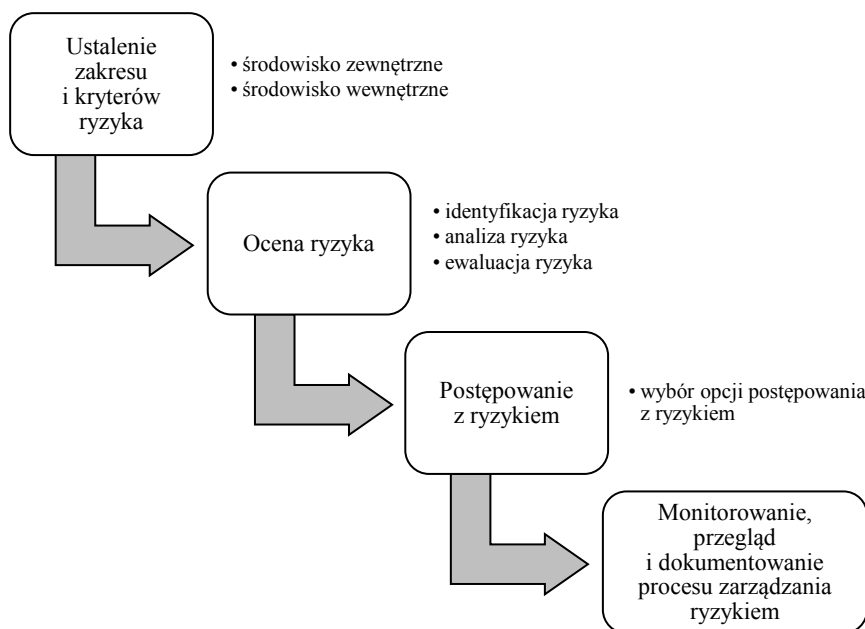 Ustalenie
zakresu
i kryterów
ryzyka
• środowisko zewnętrzne
• środowisko wewnętrzne
Ocena ryzyka
• identyfikacja ryzyka
• analiza ryzyka
• ewaluacja ryzyka
Postępowanie
z ryzykiem
• wybór opcji postępowania
z ryzykiem
Monitorowanie,
przegląd
i dokumentowanie
procesu zarządzania
ryzykiem